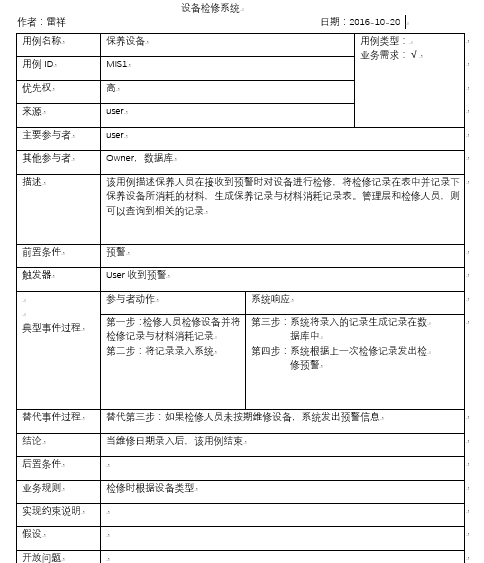 设备检修系统
作者：雷祥 日期：2016-10-20
用例名称 保养设备 用例类型：
业务需求：√
用例 ID MIS1
优先权 高
来源 user
主要参与者 user
其他参与者 Owner，数据库
描述 该用例描述保养人员在接收到预警时对设备进行检修，将检修记录在表中并记录下
保养设备所消耗的材料，生成保养记录与材料消耗记录表。管理层和检修人员，则
可以查询到相关的记录
前置条件 预警
触发器 User 收到预警
典型事件过程 参与者动作 系统响应
第一步：检修人员检修设备并将
检修记录与材料消耗记录
第二步：将记录录入系统
第三步：系统将录入的记录生成记录在数
据库中
第四步：系统根据上一次检修记录发出检
修预警
替代事件过程 替代第三步：如果检修人员未按期维修设备，系统发出预警信息
结论 当维修日期录入后，该用例结束
后置条件
业务规则 检修时根据设备类型
实现约束说明
假设
开放问题